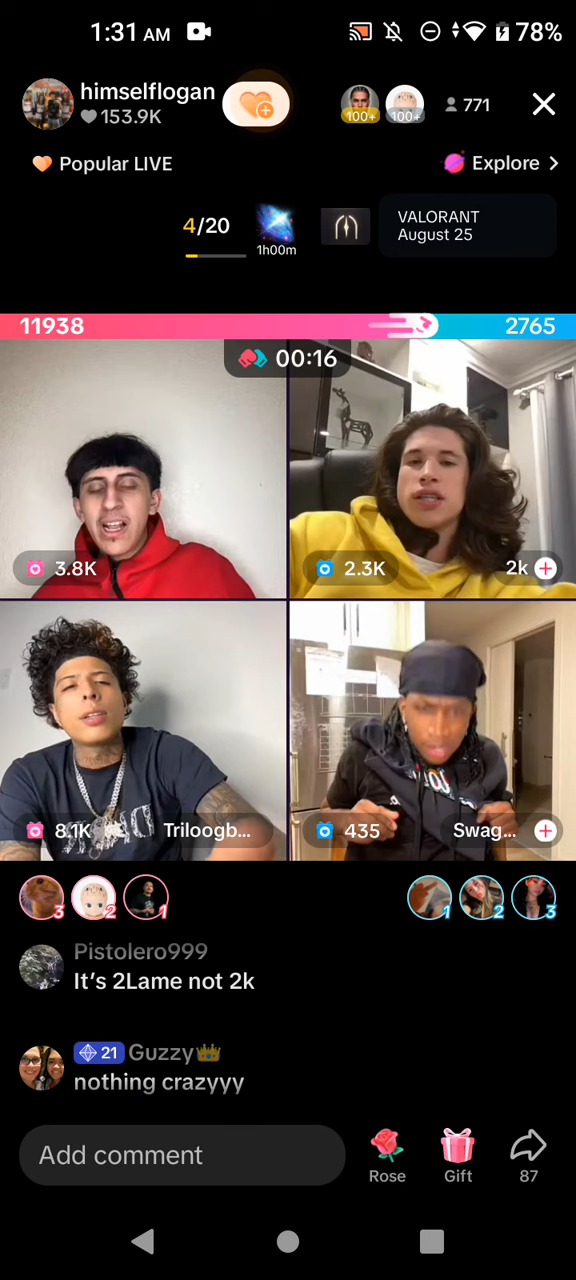 1:31 AM
78%
himselflogan
153.9K
100+
100+
771
Popular LIVE
Explore >
4/20
1h00m
VALORANT
August 25
11938
2765
00:16
3.8K
2.3K
2k
8.1K
Triloogb...
435
Swag...
3
2
1
1
2
3
Pistolero999
It's 2Lame not 2k
21 Guzzy👑
nothing crazyyy
Add comment
Rose
Gift
87